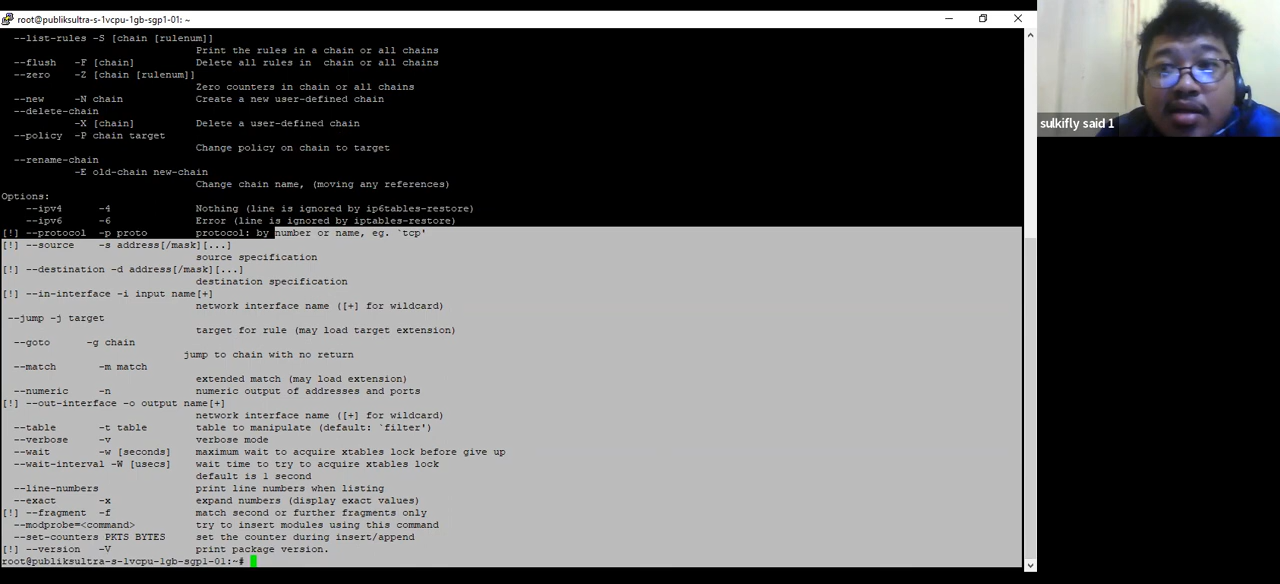 root@publiksultra-s-1vcpu-1gb-sgp1-01: ~
--list-rules -S [chain [rulenum]]
Print the rules in a chain or all chains
--flush -F [chain] Delete all rules in chain or all chains
--zero -Z [chain [rulenum]]
Zero counters in chain or all chains
--new -N chain Create a new user-defined chain
--delete-chain
-X [chain] Delete a user-defined chain
--policy -P chain target
Change policy on chain to target
--rename-chain
-E old-chain new-chain
Change chain name, (moving any references)
Options:
--ipv4 -4 Nothing (line is ignored by ip6tables-restore)
--ipv6 -6 Error (line is ignored by iptables-restore)
[!] --protocol -p proto protocol: by number or name, eg. `tcp'
[!] --source -s address[/mask][...]
source specification
[!] --destination -d address[/mask][...]
destination specification
[!] --in-interface -i input name[+]
network interface name ([+] for wildcard)
--jump -j target
target for rule (may load target extension)
--goto -g chain
jump to chain with no return
--match -m match
extended match (may load extension)
--numeric -n numeric output of addresses and ports
[!] --out-interface -o output name[+]
network interface name ([+] for wildcard)
--table -t table table to manipulate (default: `filter')
--verbose -v verbose mode
--wait -w [seconds] maximum wait to acquire xtables lock before give up
--wait-interval -W [usecs] wait time to try to acquire xtables lock
default is 1 second
--line-numbers print line numbers when listing
--exact -x expand numbers (display exact values)
[!] --fragment -f match second or further fragments only
--modprobe=<command> try to insert modules using this command
--set-counters PKTS BYTES set the counter during insert/append
[!] --version -V print package version.
root@publiksultra-s-1vcpu-1gb-sgp1-01:~#
sulkifly said 1